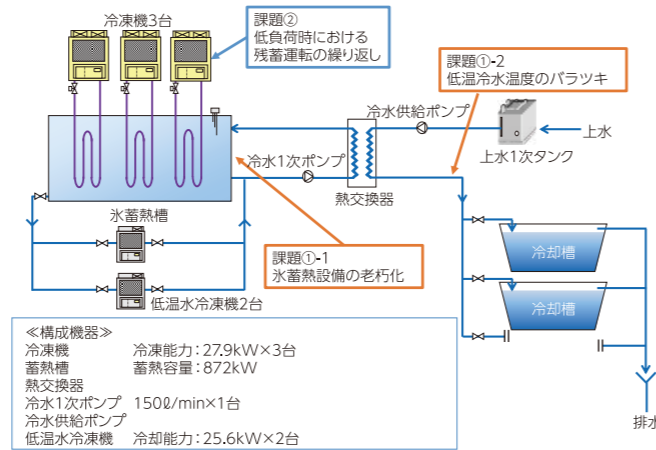 冷凍機3台
課題②
低負荷時における
残蓄運転の繰り返し
課題①-2
低温冷水温度のバラツキ
冷水供給ポンプ
上水
上水1次タンク
冷水1次ポンプ
熱交換器
氷蓄熱槽
課題①-1
氷蓄熱設備の老朽化
低温水冷凍機2台
冷却槽
冷却槽
排水
≪構成機器≫
冷凍機 冷凍能力:27.9kW×3台
蓄熱槽 蓄熱容量:872kW
熱交換器
冷水1次ポンプ 150ℓ/min×1台
冷水供給ポンプ
低温水冷凍機 冷却能力:25.6kW×2台